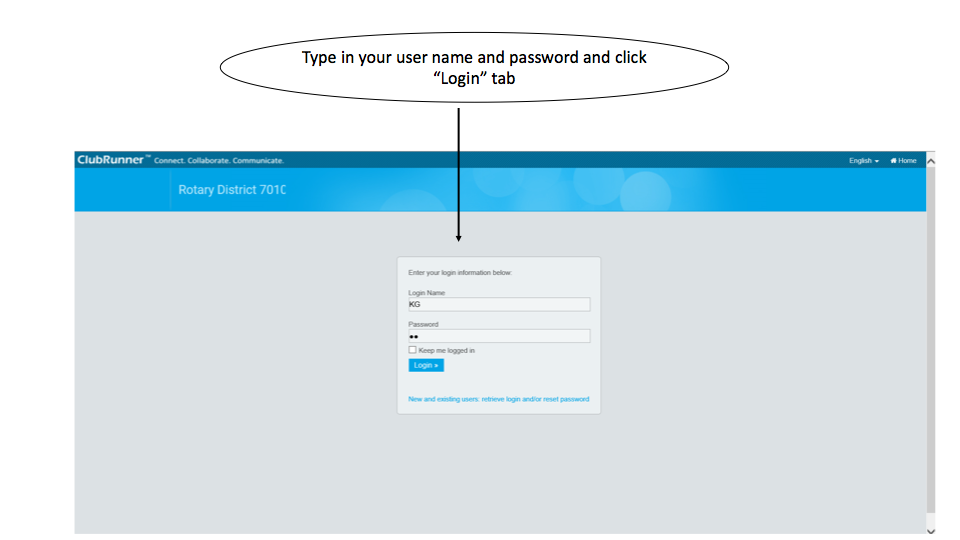 Type in your user name and password and click
“Login” tab
ClubRunner™ Connect. Collaborate. Communicate.
English Home
Rotary District 7010
Enter your login information below:
Login Name
KG
Password
••
Keep me logged in
Login »
New and existing users: retrieve login and/or reset password